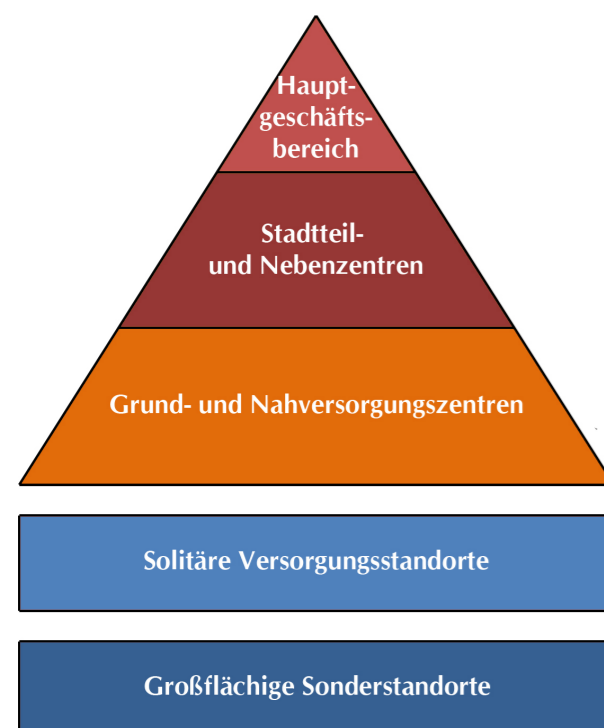 Haupt-
geschäfts-
bereich
Stadtteil-
und Nebenzentren
Grund- und Nahversorgungszentren
Solitäre Versorgungsstandorte
Großflächige Sonderstandorte